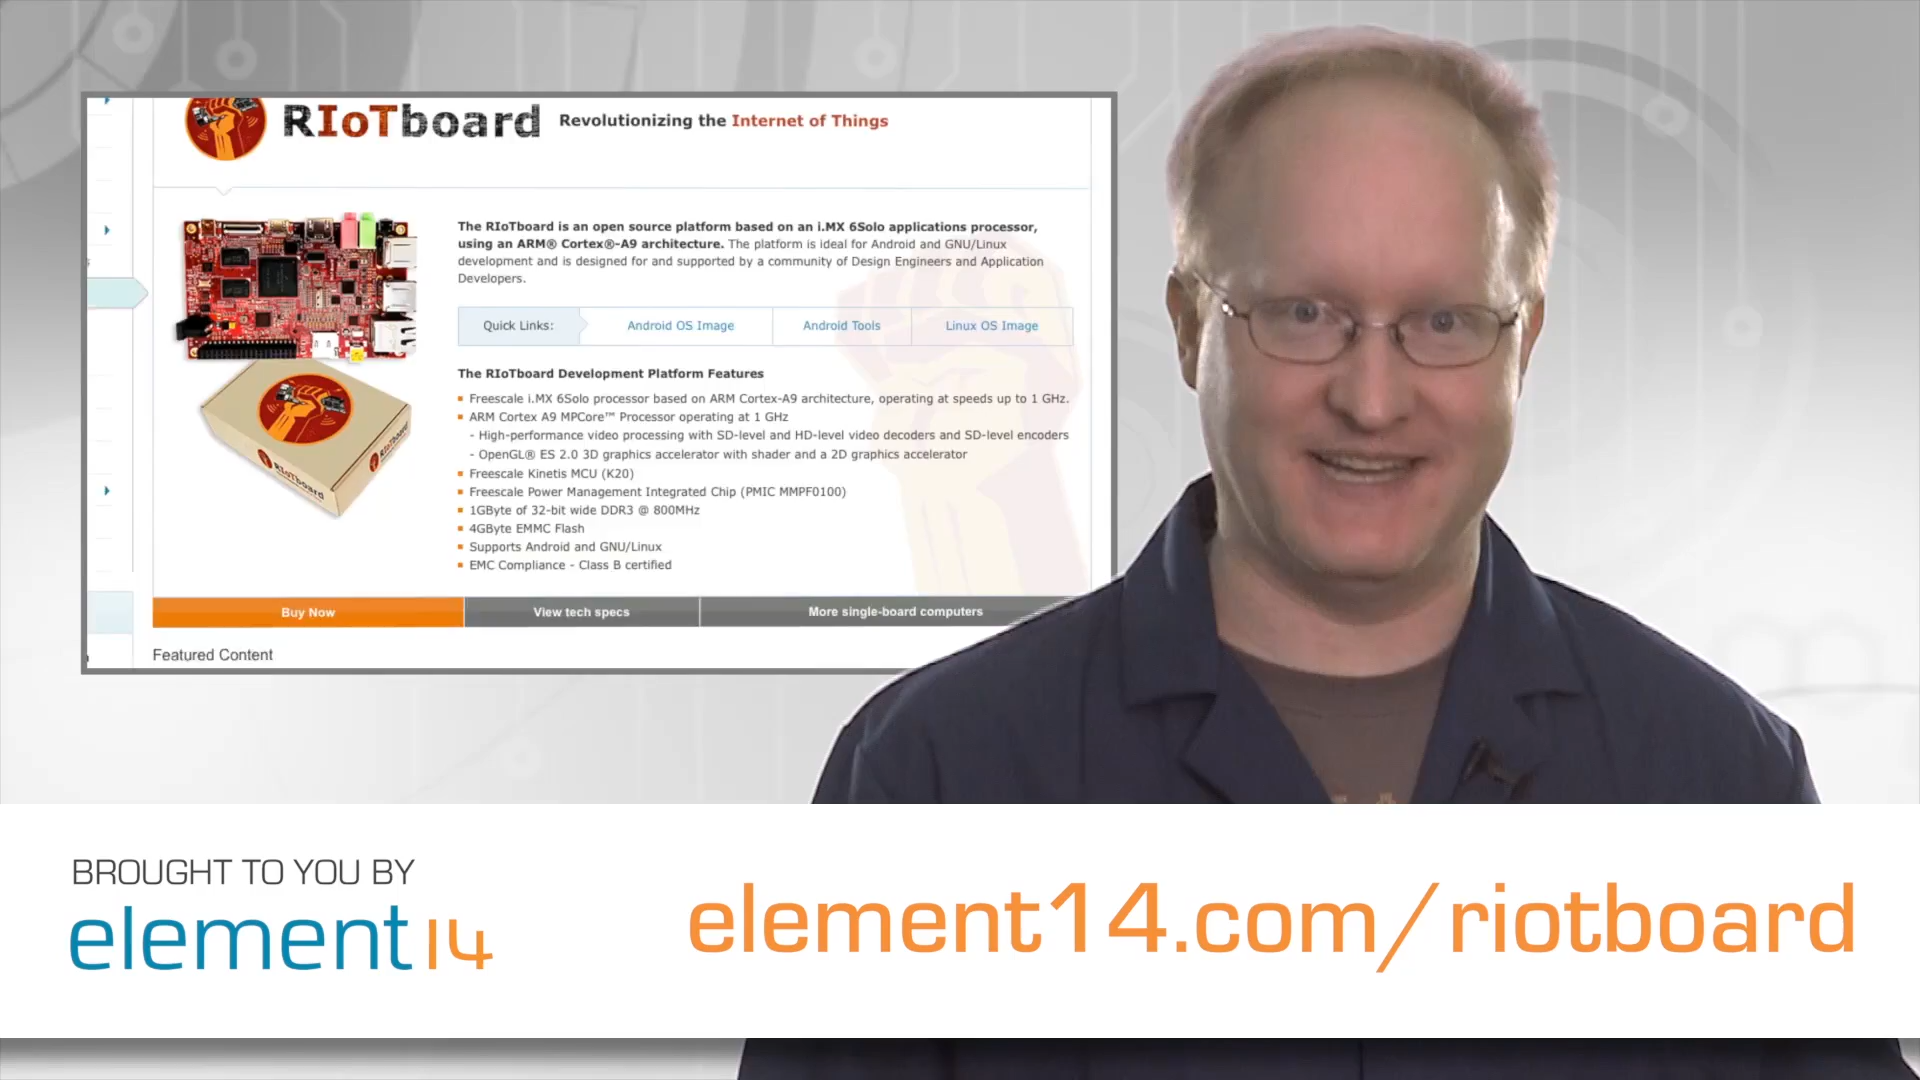 RIoTboard Revolutionizing the Internet of Things
The RIoTboard is an open source platform based on an i.MX 6Solo applications processor,
using an ARM® Cortex®-A9 architecture. The platform is ideal for Android and GNU/Linux
development and is designed for and supported by a community of Design Engineers and Application
Developers.
Quick Links: Android OS Image Android Tools Linux OS Image
The RIoTboard Development Platform Features
Freescale i.MX 6Solo processor based on ARM Cortex-A9 architecture, operating at speeds up to 1 GHz.
ARM Cortex A9 MPCore™ Processor operating at 1 GHz
- High-performance video processing with SD-level and HD-level video decoders and SD-level encoders
- OpenGL® ES 2.0 3D graphics accelerator with shader and a 2D graphics accelerator
Freescale Kinetis MCU (K20)
Freescale Power Management Integrated Chip (PMIC MMPF0100)
1GByte of 32-bit wide DDR3 @ 800MHz
4GByte EMMC Flash
Supports Android and GNU/Linux
EMC Compliance - Class B certified
RIoTboard
RIoTboard
Buy Now View tech specs More single-board computers
Featured Content
BROUGHT TO YOU BY
element14
element14.com/riotboard